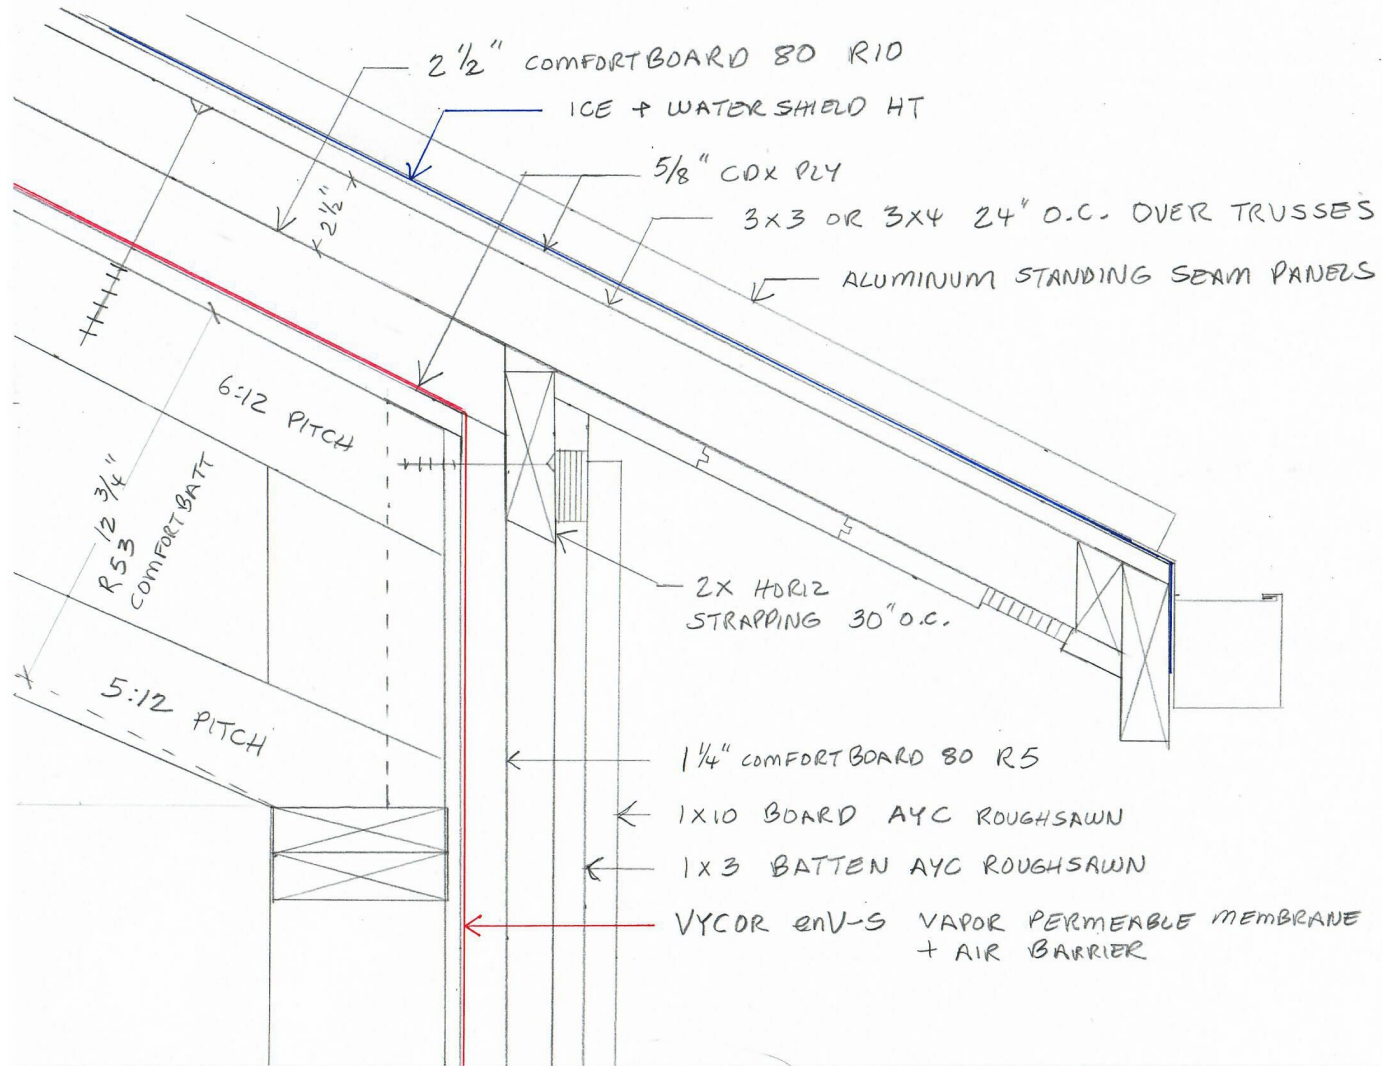 2 1/2" COMFORTBOARD 80 R10
ICE + WATER SHIELD HT
5/8" CDX PLY
2 1/2"
3x3 OR 3x4 24" O.C. OVER TRUSSES
ALUMINUM STANDING SEAM PANELS
6:12 PITCH
12 3/4"
R53
COMFORTBATT
2X HORIZ
STRAPPING 30" O.C.
5:12 PITCH
1 1/4" COMFORTBOARD 80 R5
1X10 BOARD AYC ROUGHSAWN
1X3 BATTEN AYC ROUGHSAWN
VYCOR enV-S VAPOR PERMEABLE MEMBRANE
+ AIR BARRIER